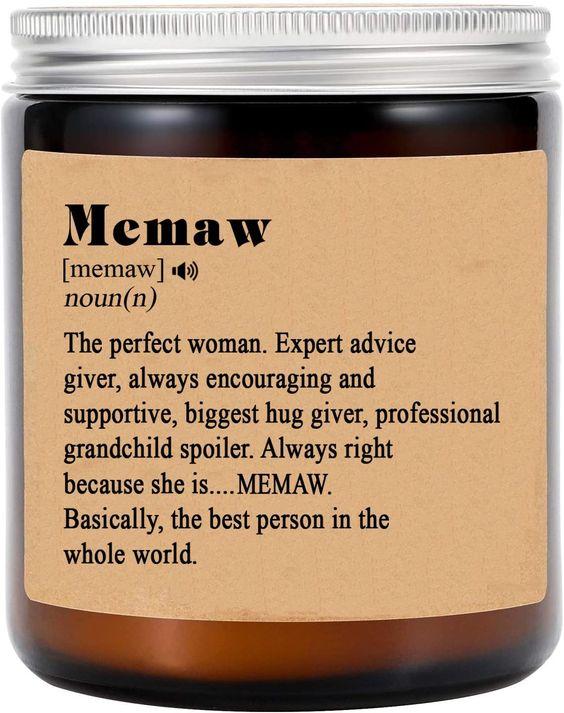 Memaw
[memaw]
noun(n)
The perfect woman. Expert advice
giver, always encouraging and
supportive, biggest hug giver, professional
grandchild spoiler. Always right
because she is....MEMAW.
Basically, the best person in the
whole world.